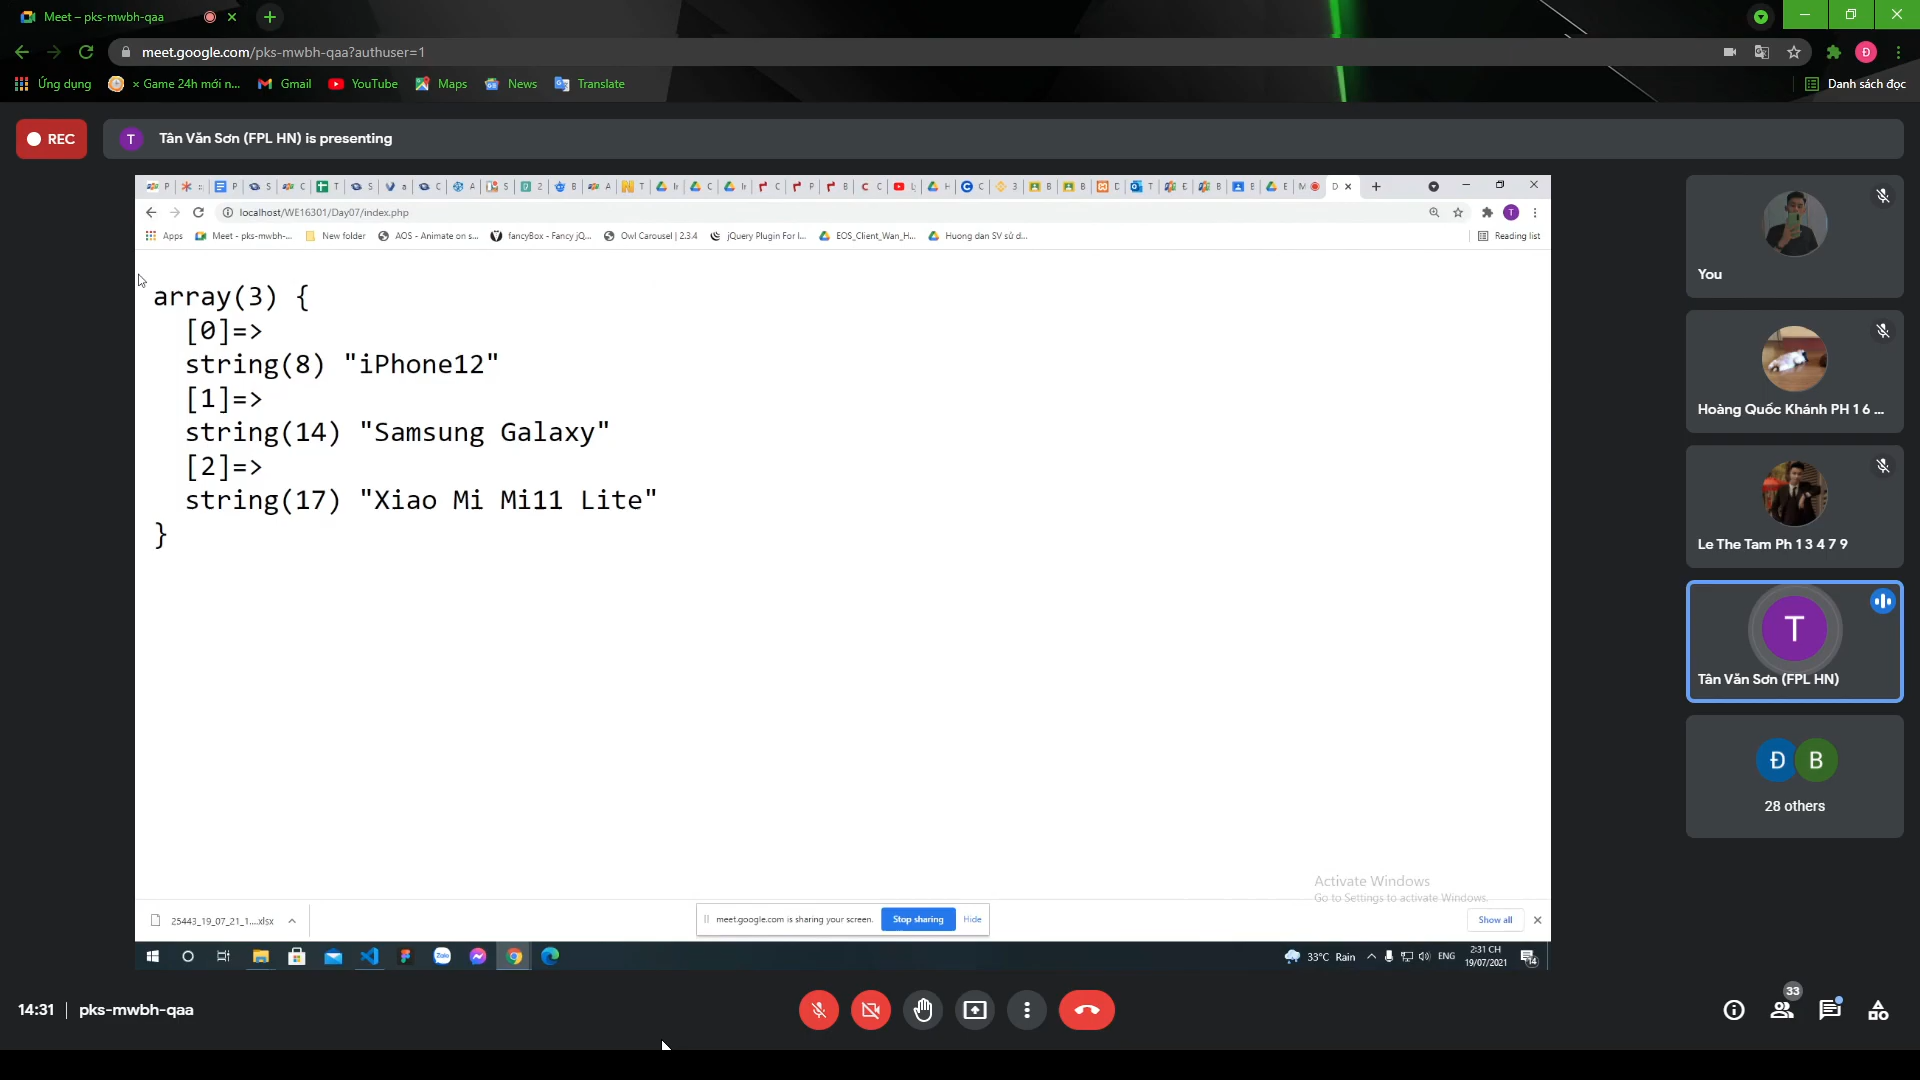 Meet – pks-mwbh-qaa
meet.google.com/pks-mwbh-qaa?authuser=1
Ứng dụng
× Game 24h mới n...
Gmail
YouTube
Maps
News
Translate
Danh sách đọc
REC
T
Tân Văn Sơn (FPL HN) is presenting
localhost/WE16301/Day07/index.php
Apps
Meet - pks-mwbh-...
New folder
AOS - Animate on s...
fancyBox - Fancy jQ...
Owl Carousel | 2.3.4
jQuery Plugin For I...
EOS_Client_Wan_H...
Huong dan SV sử d...
Reading list
array(3) {
[0]=>
string(8) "iPhone12"
[1]=>
string(14) "Samsung Galaxy"
[2]=>
string(17) "Xiao Mi Mi11 Lite"
}
You
Hoàng Quốc Khánh PH 1 6 ...
Le The Tam Ph 1 3 4 7 9
T
Tân Văn Sơn (FPL HN)
Đ B
28 others
Activate Windows
Go to Settings to activate Windows.
25443_19_07_21_1....xlsx
meet.google.com is sharing your screen.
Stop sharing
Hide
Show all
33°C Rain
ENG
2:31 CH
19/07/2021
14:31 | pks-mwbh-qaa
33